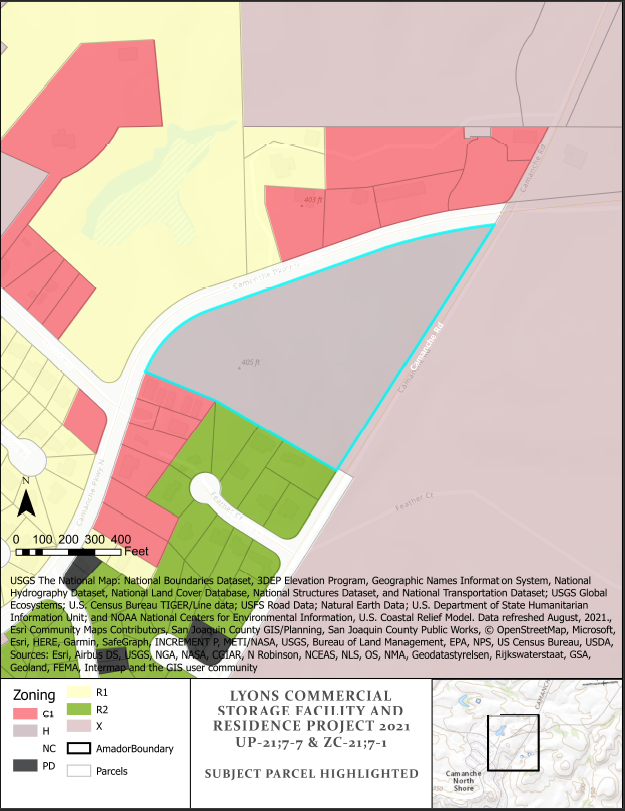 Camanche Rd
403 ft
Camanche Pkwy N
Camanche Rd
405 ft
Camanche Pkwy N
Feather Ct
Feather Ct
N
0 100 200 300 400
Feet
USGS The National Map: National Boundaries Dataset, 3DEP Elevation Program, Geographic Names Information System, National
Hydrography Dataset, National Land Cover Database, National Structures Dataset, and National Transportation Dataset; USGS Global
Ecosystems; U.S. Census Bureau TIGER/Line data; USFS Road Data; Natural Earth Data; U.S. Department of State Humanitarian
Information Unit; and NOAA National Centers for Environmental Information, U.S. Coastal Relief Model. Data refreshed August, 2021.,
Esri Community Maps Contributors, San Joaquin County GIS/Planning, San Joaquin County Public Works, © OpenStreetMap, Microsoft,
Esri, HERE, Garmin, SafeGraph, INCREMENT P, METI/NASA, USGS, Bureau of Land Management, EPA, NPS, US Census Bureau, USDA,
Sources: Esri, Airbus DS, USGS, NGA, NASA, CGIAR, N Robinson, NCEAS, NLS, OS, NMA, Geodatastyrelsen, Rijkswaterstaat, GSA,
Geoland, FEMA, Intermap and the GIS user community
Zoning
C1
H
NC
PD
R1
R2
X
AmadorBoundary
Parcels
LYONS COMMERCIAL
STORAGE FACILITY AND
RESIDENCE PROJECT 2021
UP-21;7-7 & ZC-21;7-1
SUBJECT PARCEL HIGHLIGHTED
Camanche
North
Shore